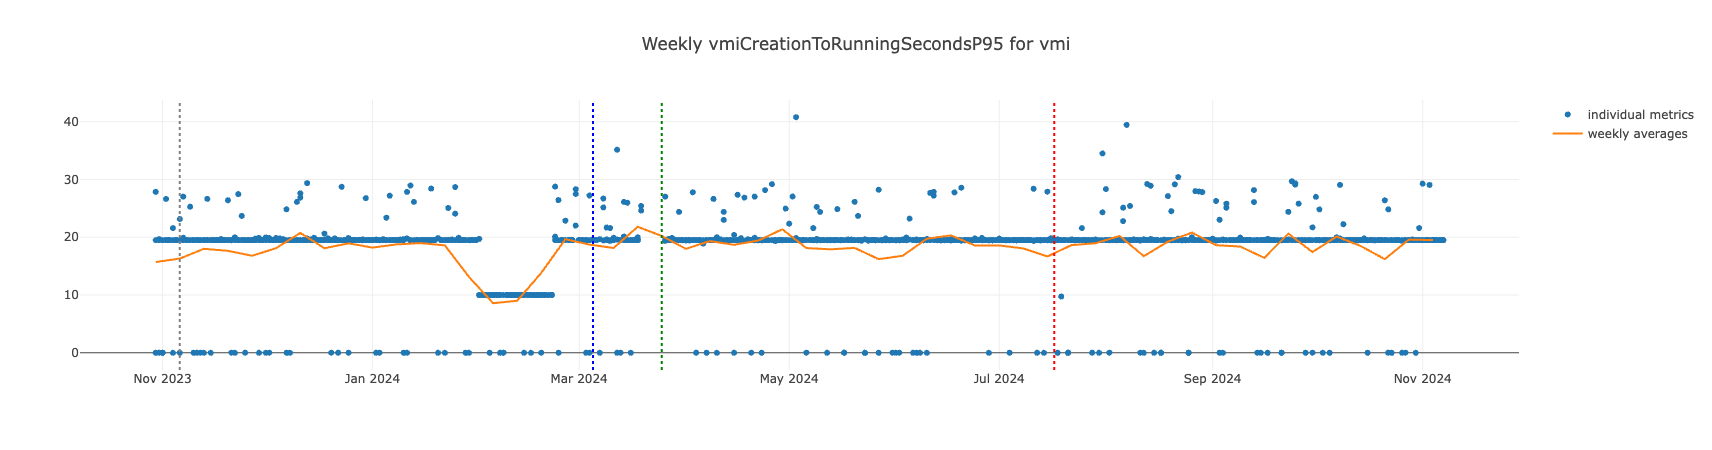 Weekly vmiCreationToRunningSecondsP95 for vmi
individual metrics
weekly averages
40
30
20
10
0
Nov 2023
Jan 2024
Mar 2024
May 2024
Jul 2024
Sep 2024
Nov 2024